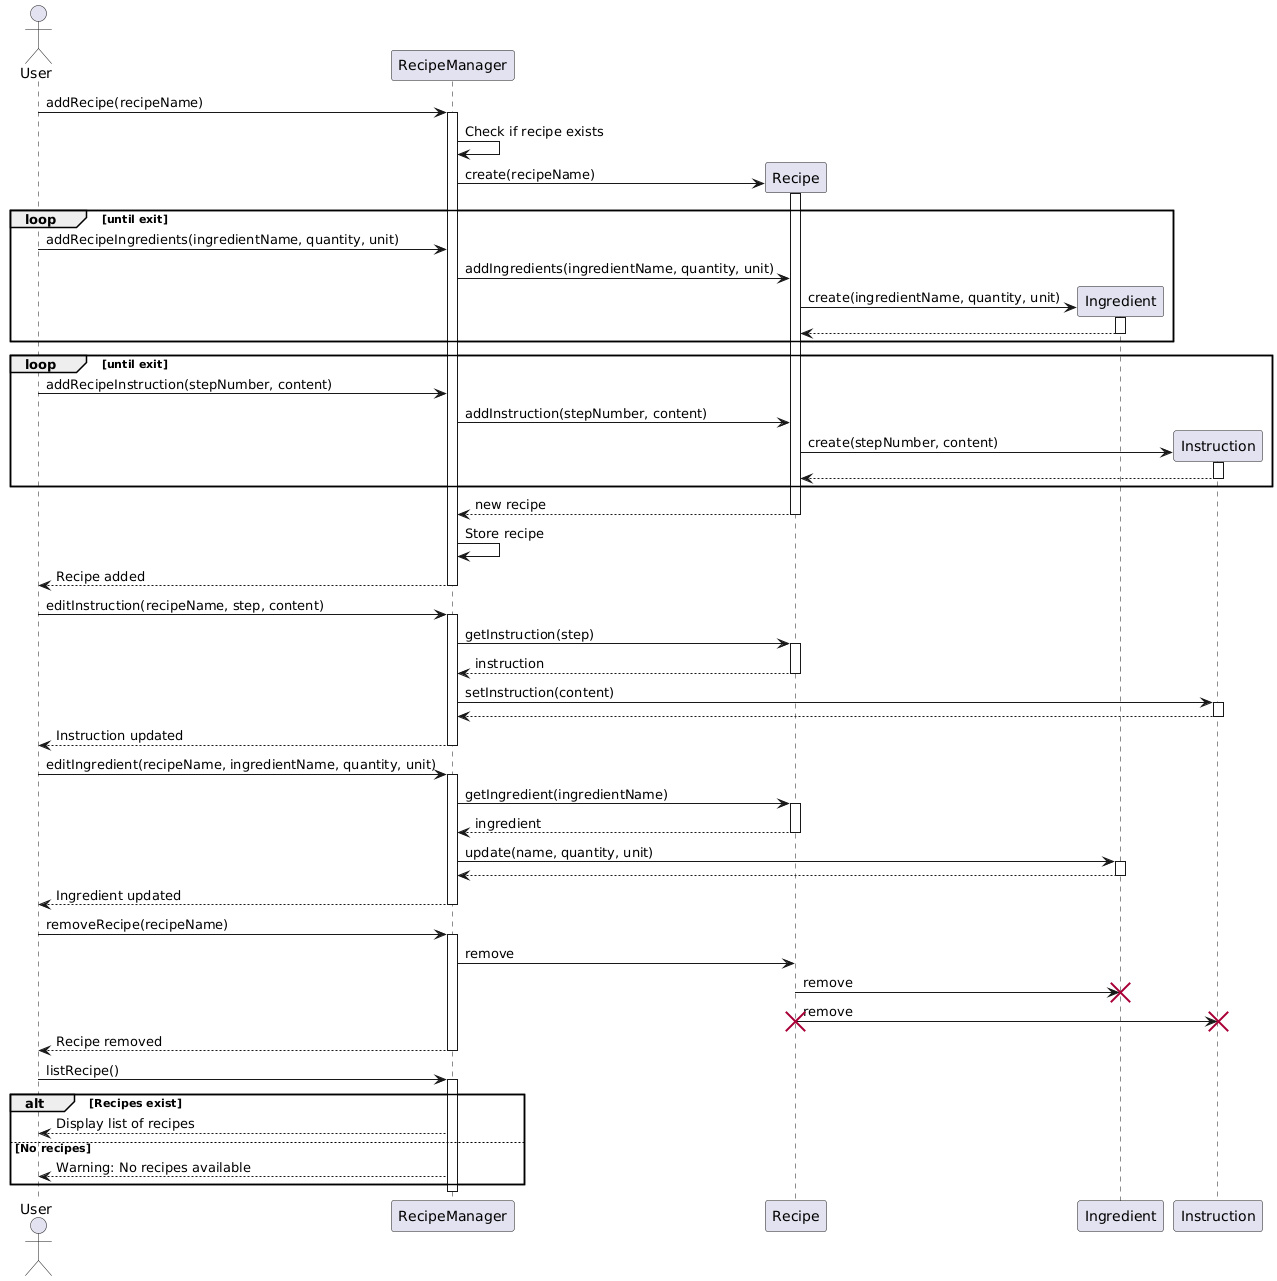 User
RecipeManager
addRecipe(recipeName)
Check if recipe exists
Recipe
create(recipeName)
loop [until exit]
addRecipeIngredients(ingredientName, quantity, unit)
addIngredients(ingredientName, quantity, unit)
create(ingredientName, quantity, unit)
Ingredient
loop [until exit]
addRecipeInstruction(stepNumber, content)
addInstruction(stepNumber, content)
create(stepNumber, content)
Instruction
new recipe
Store recipe
Recipe added
editInstruction(recipeName, step, content)
getInstruction(step)
instruction
setInstruction(content)
Instruction updated
editIngredient(recipeName, ingredientName, quantity, unit)
getIngredient(ingredientName)
ingredient
update(name, quantity, unit)
Ingredient updated
removeRecipe(recipeName)
remove
remove
remove
Recipe removed
listRecipe()
alt [Recipes exist]
Display list of recipes
[No recipes]
Warning: No recipes available
User
RecipeManager
Recipe
Ingredient
Instruction